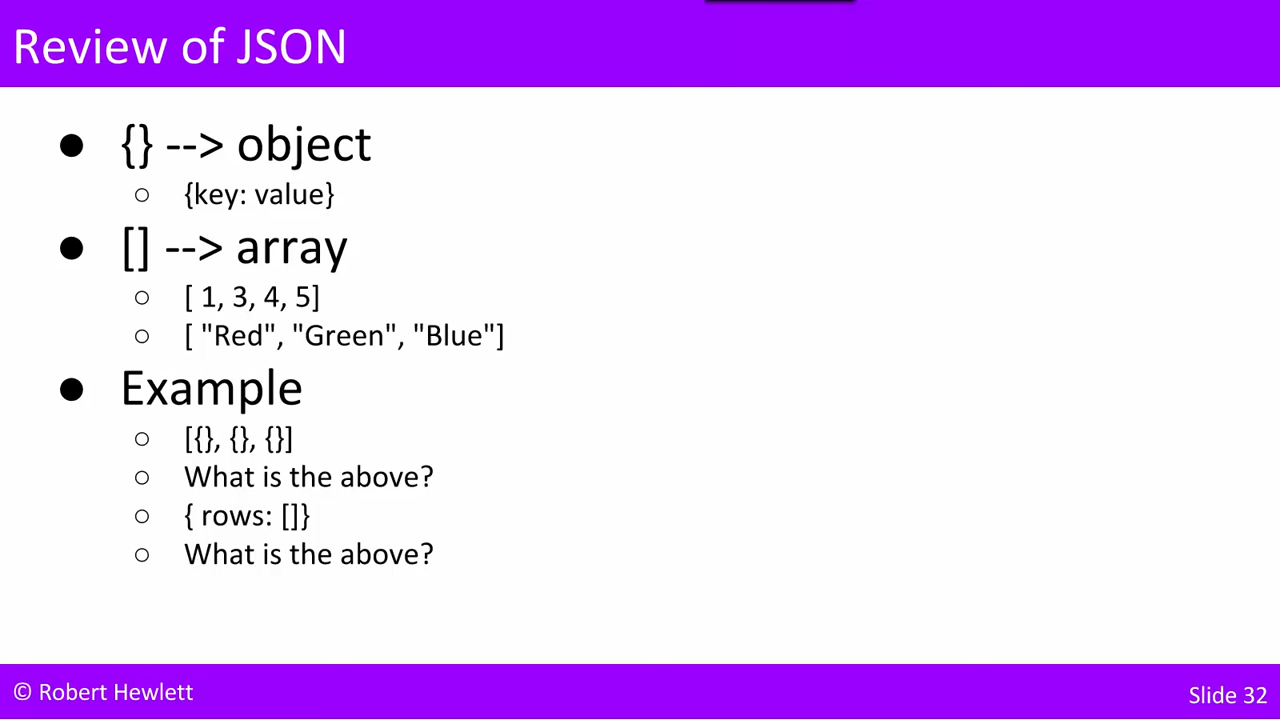 Review of JSON
● {} --> object
○ {key: value}
● [] --> array
○ [ 1, 3, 4, 5]
○ [ "Red", "Green", "Blue"]
● Example
○ [{}, {}, {}]
○ What is the above?
○ { rows: []}
○ What is the above?
© Robert Hewlett
Slide 32